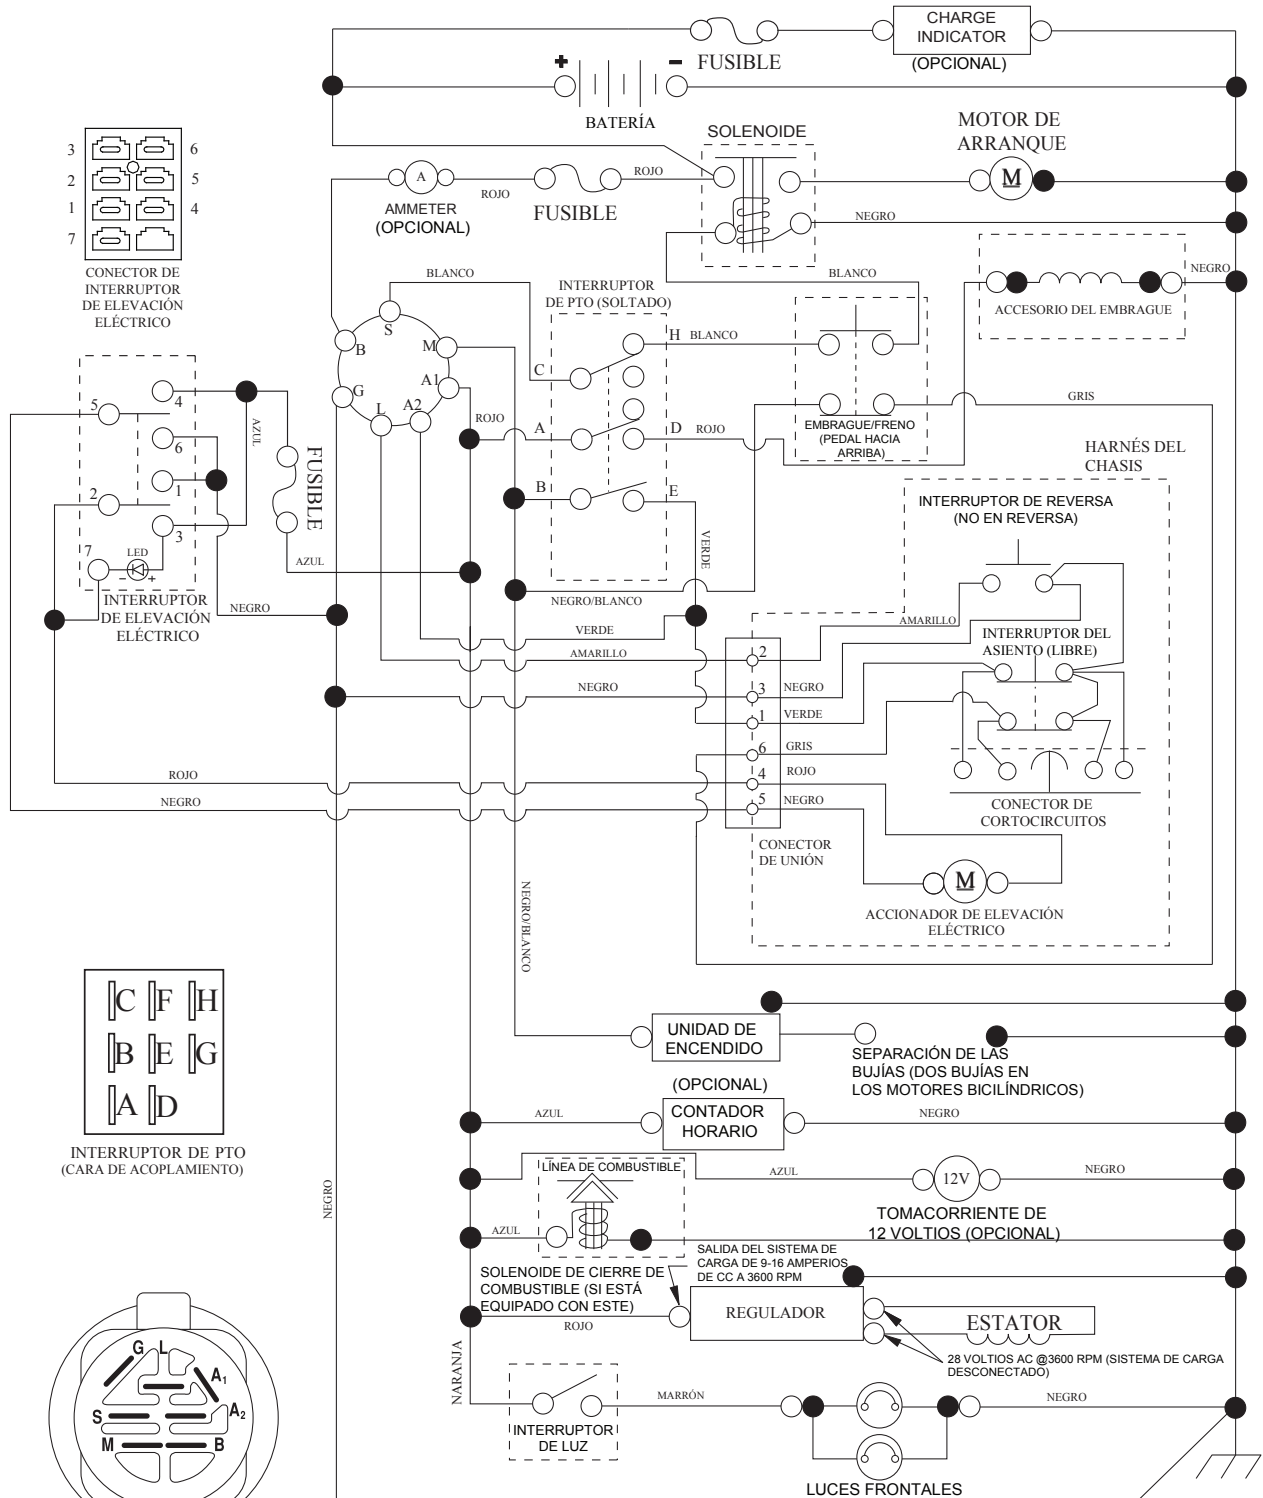 CHARGE
INDICATOR
(OPCIONAL)
FUSIBLE
+
-
BATERÍA
SOLENOIDE
MOTOR DE
ARRANQUE
M
3
6
2
5
1
4
7
CONECTOR DE
INTERRUPTOR
DE ELEVACIÓN
ELÉCTRICO
A
AMMETER
(OPCIONAL)
ROJO
FUSIBLE
ROJO
NEGRO
BLANCO
INTERRUPTOR
DE PTO (SOLTADO)
BLANCO
NEGRO
ACCESORIO DEL EMBRAGUE
S
B
M
G
A1
L
A2
C
H
BLANCO
ROJO
A
D
ROJO
B
E
EMBRAGUE/FRENO
(PEDAL HACIA
ARRIBA)
GRIS
HARNÉS DEL
CHASIS
5
4
6
1
2
3
7
LED
-
+
AZUL
FUSIBLE
AZUL
INTERRUPTOR
DE ELEVACIÓN
ELÉCTRICO
NEGRO
VERDE
NEGRO/BLANCO
VERDE
AMARILLO
NEGRO
INTERRUPTOR DE REVERSA
(NO EN REVERSA)
AMARILLO
INTERRUPTOR DEL
ASIENTO (LIBRE)
2
3
NEGRO
1
VERDE
6
GRIS
4
ROJO
5
NEGRO
ROJO
NEGRO
CONECTOR DE
CORTOCIRCUITOS
CONECTOR
DE UNIÓN
M
ACCIONADOR DE ELEVACIÓN
ELÉCTRICO
NEGRO/BLANCO
C F H
B E G
A D
INTERRUPTOR DE PTO
(CARA DE ACOPLAMIENTO)
NEGRO
UNIDAD DE
ENCENDIDO
SEPARACIÓN DE LAS
BUJÍAS (DOS BUJÍAS EN
LOS MOTORES BICILÍNDRICOS)
(OPCIONAL)
AZUL
CONTADOR
HORARIO
NEGRO
LÍNEA DE COMBUSTIBLE
AZUL
12V
NEGRO
TOMACORRIENTE DE
12 VOLTIOS (OPCIONAL)
AZUL
SALIDA DEL SISTEMA DE
CARGA DE 9-16 AMPERIOS
DE CC A 3600 RPM
SOLENOIDE DE CIERRE DE
COMBUSTIBLE (SI ESTÁ
EQUIPADO CON ESTE)
ROJO
REGULADOR
ESTATOR
28 VOLTIOS AC @3600 RPM (SISTEMA DE CARGA
DESCONECTADO)
NARANJA
INTERRUPTOR
DE LUZ
MARRÓN
NEGRO
LUCES FRONTALES
G
L
A1
A2
S
M
B